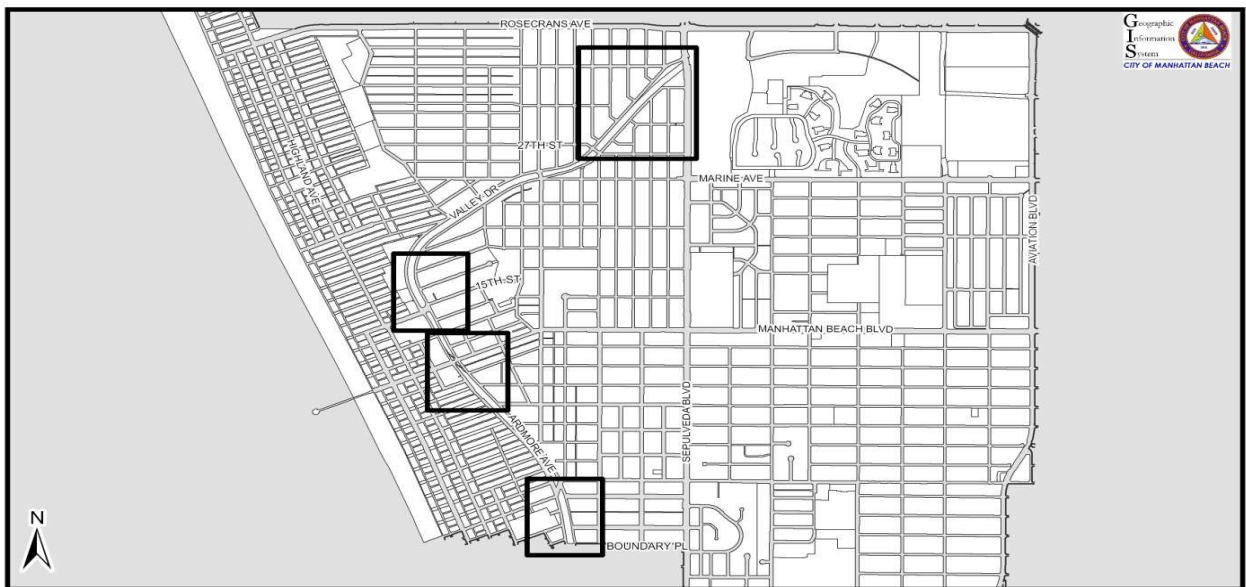 ROSECRANS AVE
Geographic
Information
System
CITY OF MANHATTAN BEACH
HIGHLAND AVE
27TH ST
MARINE AVE
VALLEY DR
AVIATION BLVD
15TH ST
MANHATTAN BEACH BLVD
SEPULVEDA BLVD
ARDMORE AVE
BOUNDARY PL
N